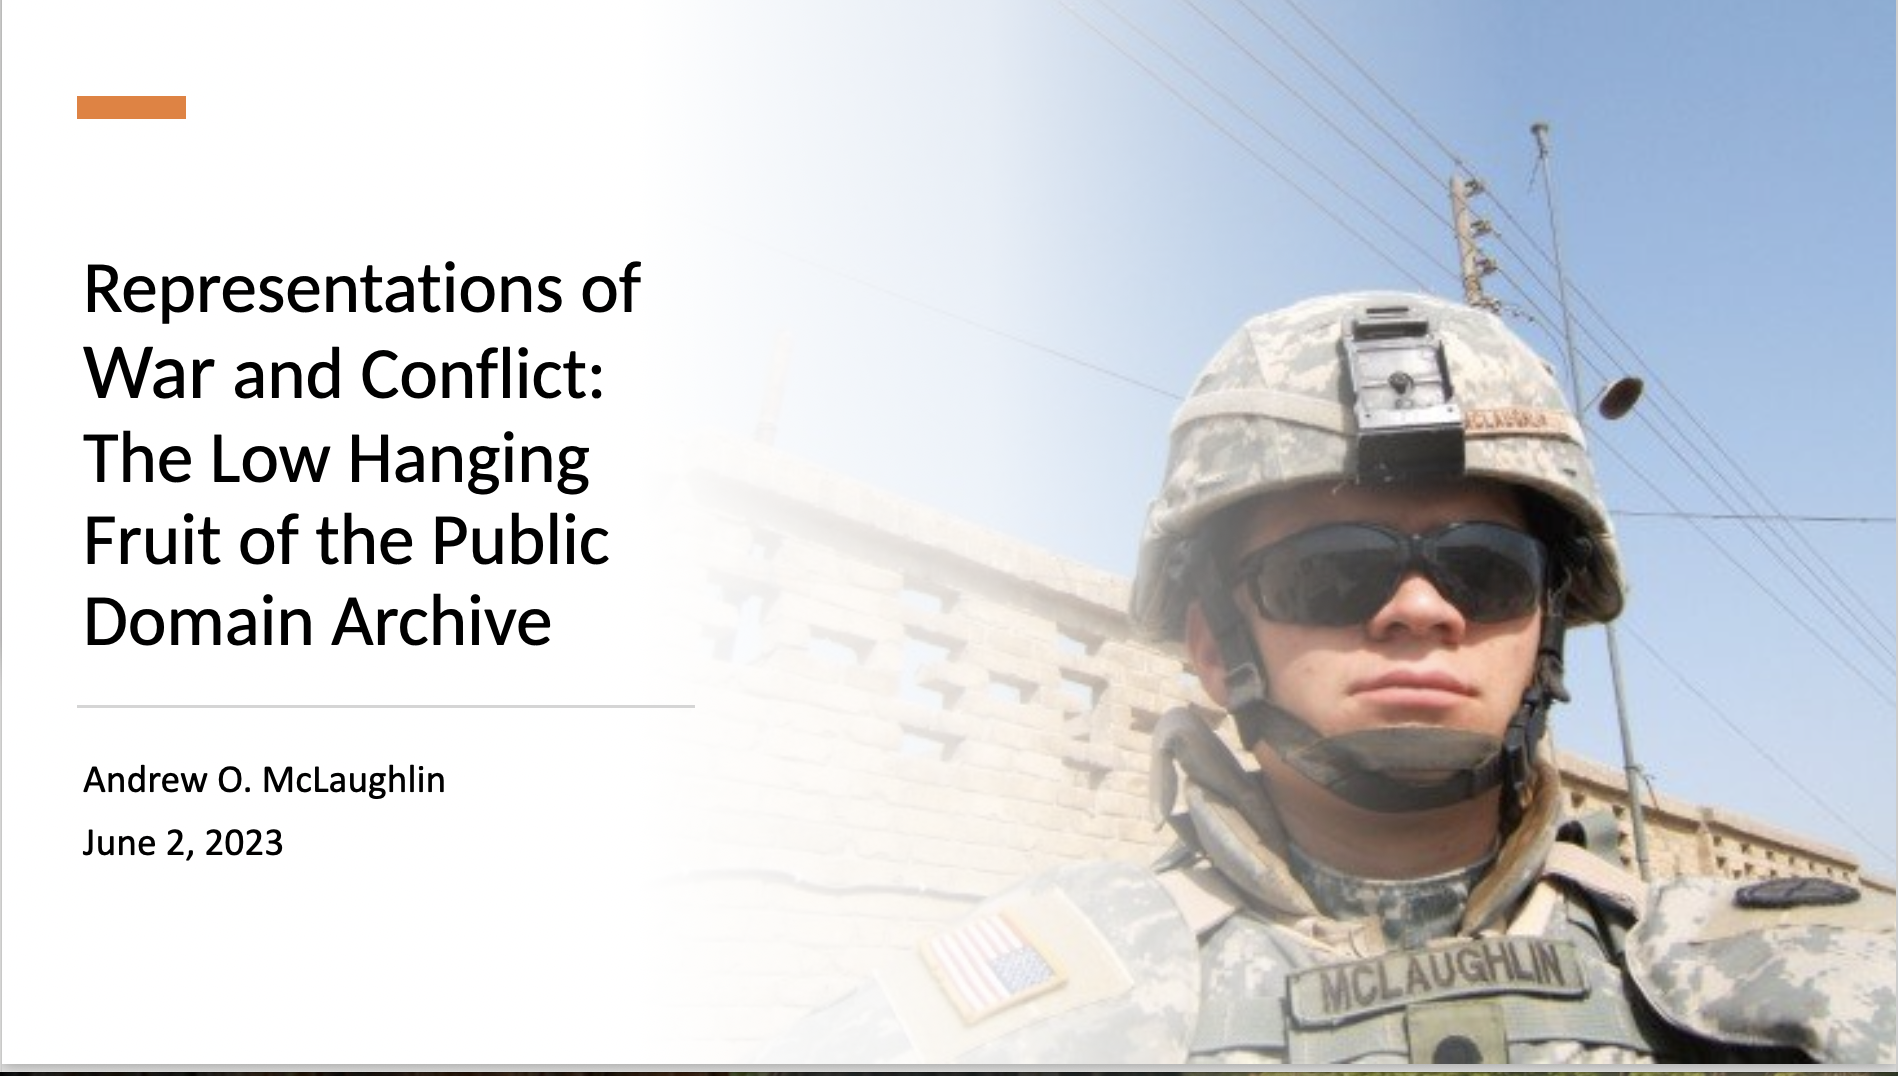 Representations of
War and Conflict:
The Low Hanging
Fruit of the Public
Domain Archive
Andrew O. McLaughlin
June 2, 2023
MCLAUGHLIN
MCLAUGHLIN